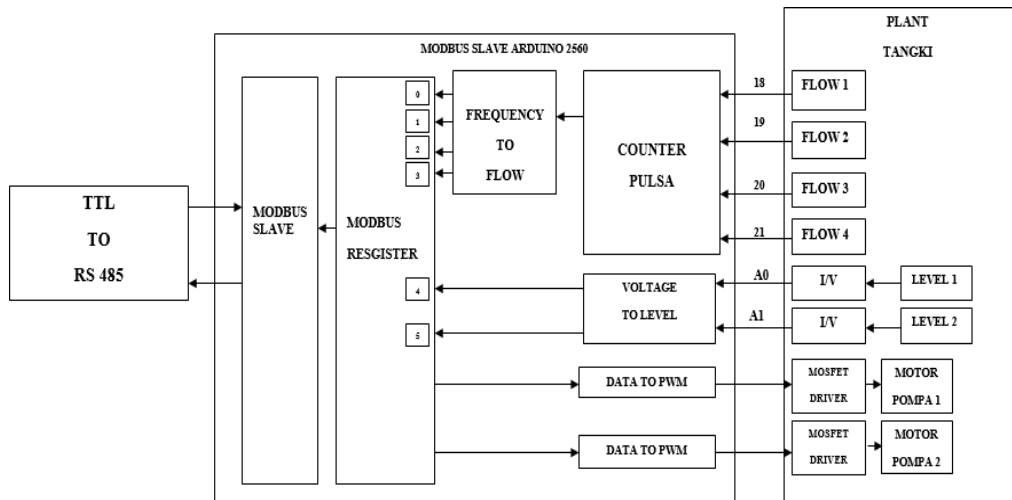 PLANT
TANGKI
MODBUS SLAVE ARDUINO 2560
TTL
TO
RS 485
MODBUS
SLAVE
MODBUS
RESGISTER
0
1
2
3
4
5
FREQUENCY
TO
FLOW
COUNTER
PULSA
18
19
20
21
FLOW 1
FLOW 2
FLOW 3
FLOW 4
VOLTAGE
TO LEVEL
A0
A1
I/V
I/V
LEVEL 1
LEVEL 2
DATA TO PWM
MOSFET
DRIVER
MOTOR
POMPA 1
DATA TO PWM
MOSFET
DRIVER
MOTOR
POMPA 2